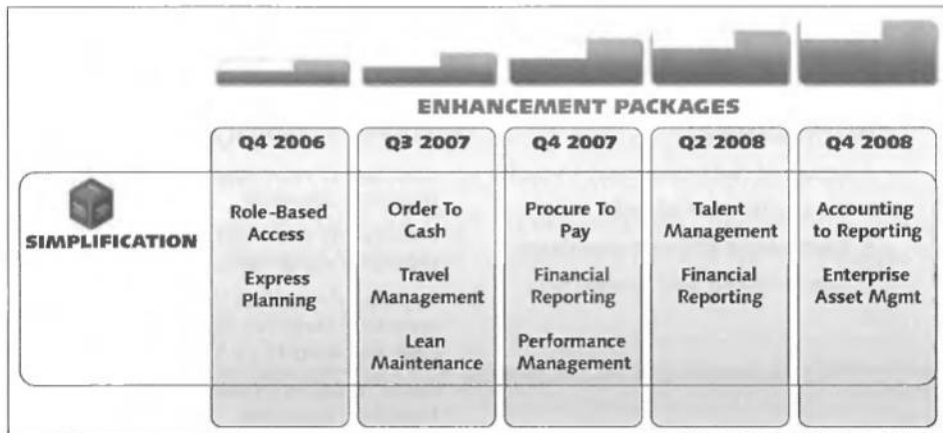 ENHANCEMENT PACKAGES
Q4 2006
Q3 2007
Q4 2007
Q2 2008
Q4 2008
SIMPLIFICATION
Role-Based
Access
Express
Planning
Order To
Cash
Travel
Management
Lean
Maintenance
Procure To
Pay
Financial
Reporting
Performance
Management
Talent
Management
Financial
Reporting
Accounting
to Reporting
Enterprise
Asset Mgmt